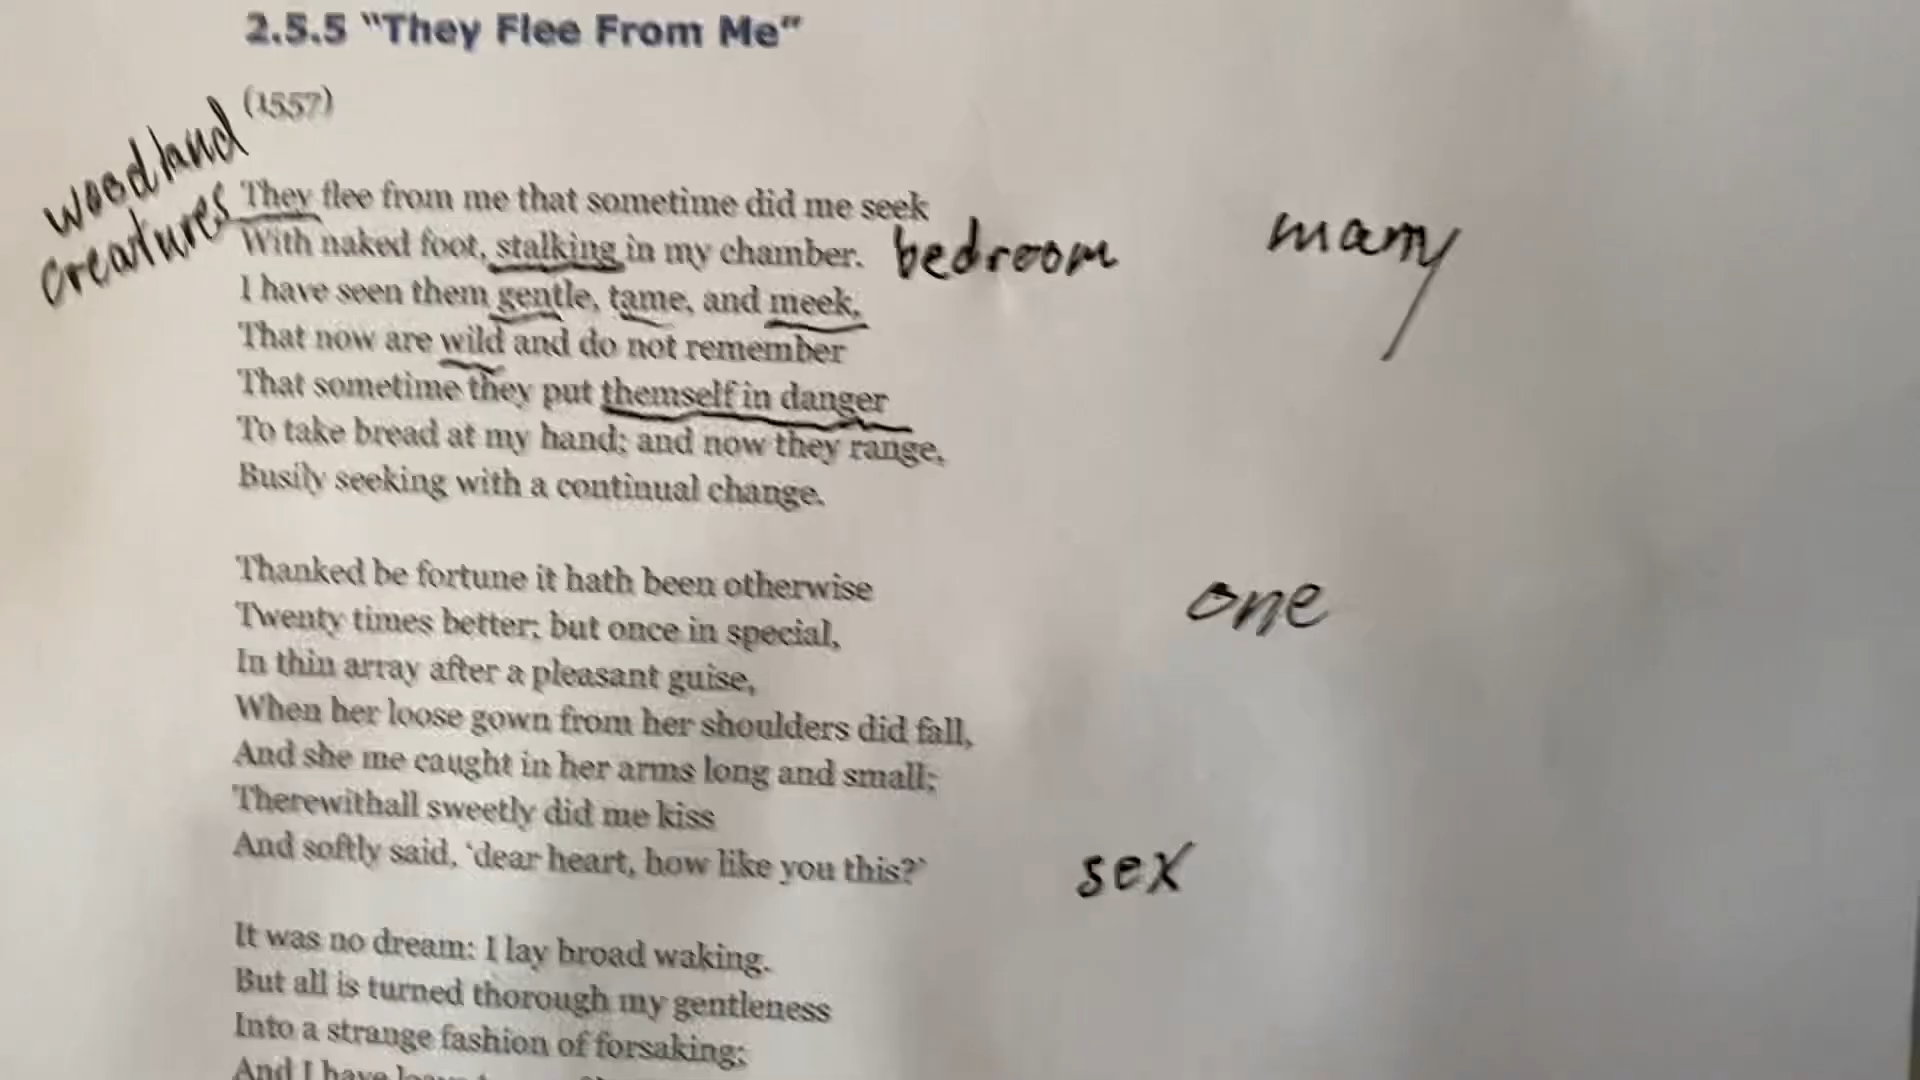 2.5.5 "They Flee From Me"
(1557)
woodland
creatures
They flee from me that sometime did me seek
With naked foot, stalking in my chamber. bedroom many
I have seen them gentle, tame, and meek,
That now are wild and do not remember
That sometime they put themself in danger
To take bread at my hand; and now they range,
Busily seeking with a continual change.
Thanked be fortune it hath been otherwise
Twenty times better; but once in special, one
In thin array after a pleasant guise,
When her loose gown from her shoulders did fall,
And she me caught in her arms long and small;
Therewithall sweetly did me kiss
And softly said, 'dear heart, how like you this?' sex
It was no dream: I lay broad waking.
But all is turned thorough my gentleness
Into a strange fashion of forsaking;
And I have